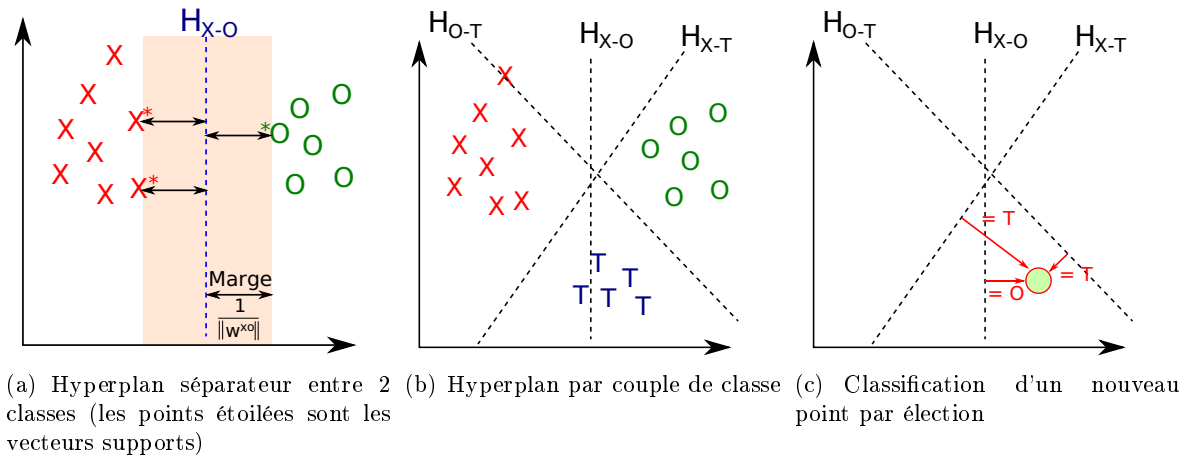 H_X-O
X
X
X *
X
X
X
X
X *
* O
O
O
O
O
O
Marge
1
‖w^xo‖
(a) Hyperplan séparateur entre 2
classes (les points étoilées sont les
vecteurs supports)
H_O-T
H_X-O
H_X-T
X
X
X
X
X
X
X
X
O
O
O
O
O
O
T
T
T
T
T
(b) Hyperplan par couple de classe
H_O-T
H_X-O
H_X-T
= T
= T
= O
(c) Classification d'un nouveau
point par élection